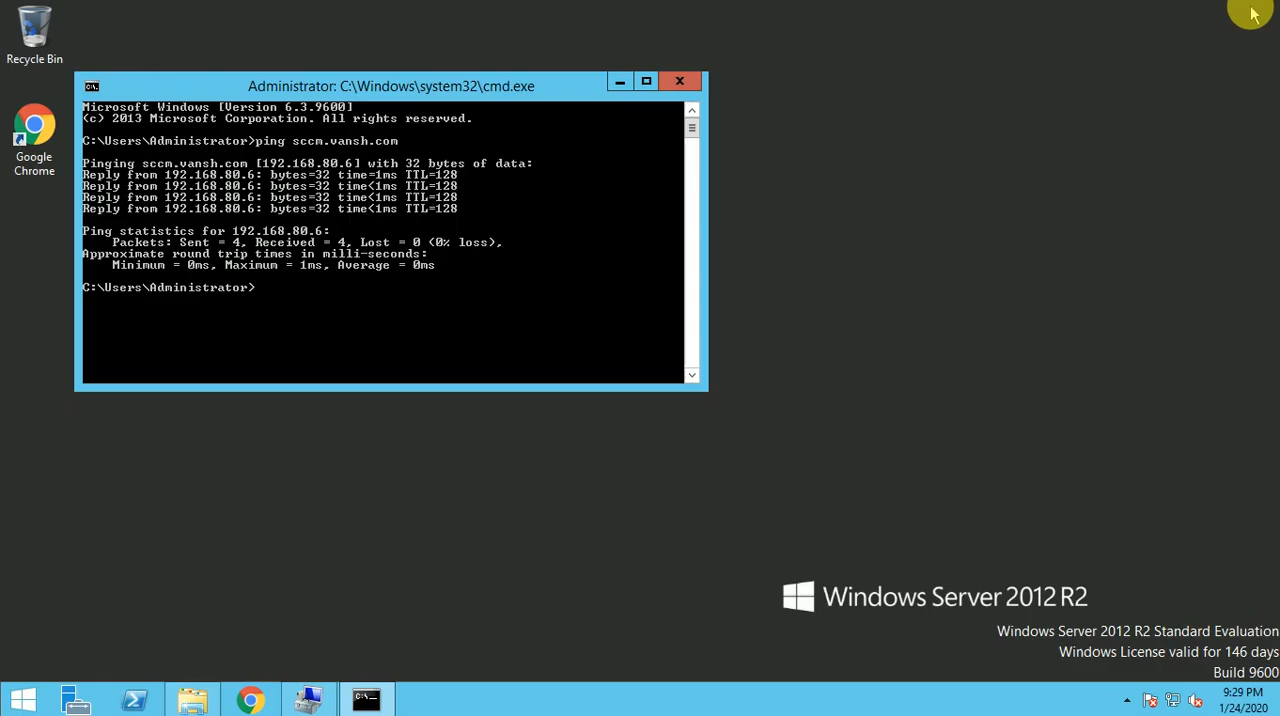 Recycle Bin
Google
Chrome
Administrator: C:\Windows\system32\cmd.exe
Microsoft Windows [Version 6.3.9600]
(c) 2013 Microsoft Corporation. All rights reserved.
C:\Users\Administrator>ping sccm.vansh.com
Pinging sccm.vansh.com [192.168.80.6] with 32 bytes of data:
Reply from 192.168.80.6: bytes=32 time=1ms TTL=128
Reply from 192.168.80.6: bytes=32 time<1ms TTL=128
Reply from 192.168.80.6: bytes=32 time<1ms TTL=128
Reply from 192.168.80.6: bytes=32 time<1ms TTL=128
Ping statistics for 192.168.80.6:
Packets: Sent = 4, Received = 4, Lost = 0 (0% loss),
Approximate round trip times in milli-seconds:
Minimum = 0ms, Maximum = 1ms, Average = 0ms
C:\Users\Administrator>
Windows Server 2012 R2
Windows Server 2012 R2 Standard Evaluation
Windows License valid for 146 days
Build 9600
9:29 PM
1/24/2020